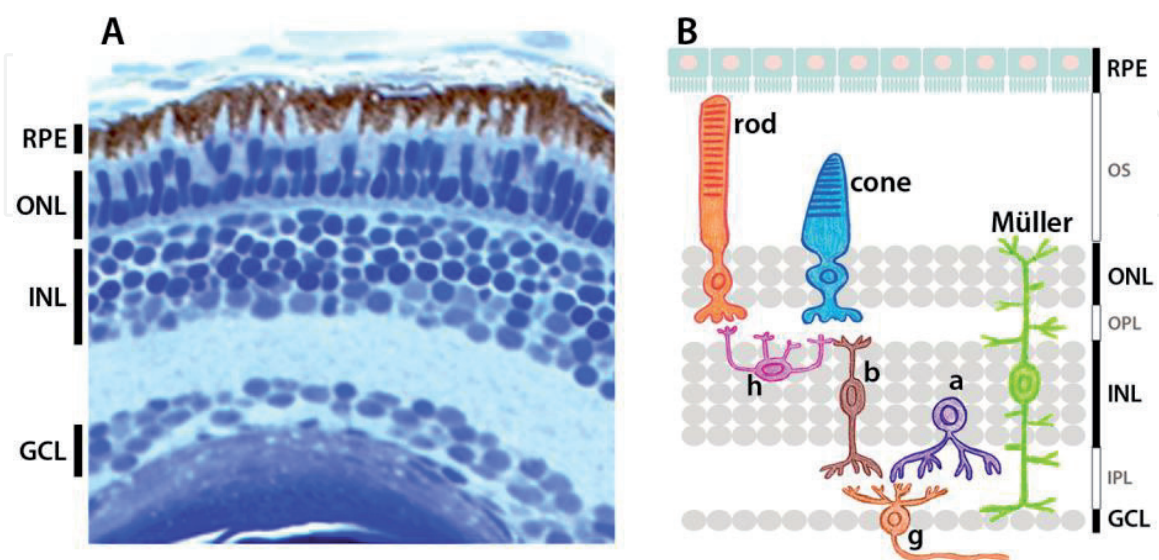 A
RPE
ONL
INL
GCL
B
rod
cone
Müller
h
b
a
g
RPE
OS
ONL
OPL
INL
IPL
GCL